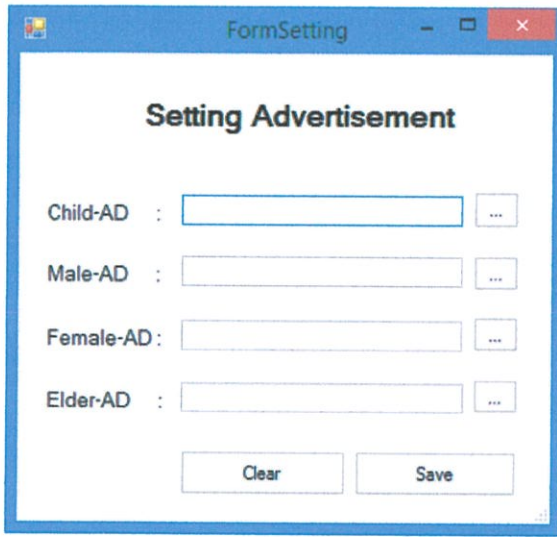 FormSetting
Setting Advertisement
Child-AD : ...
Male-AD : ...
Female-AD : ...
Elder-AD : ...
Clear Save